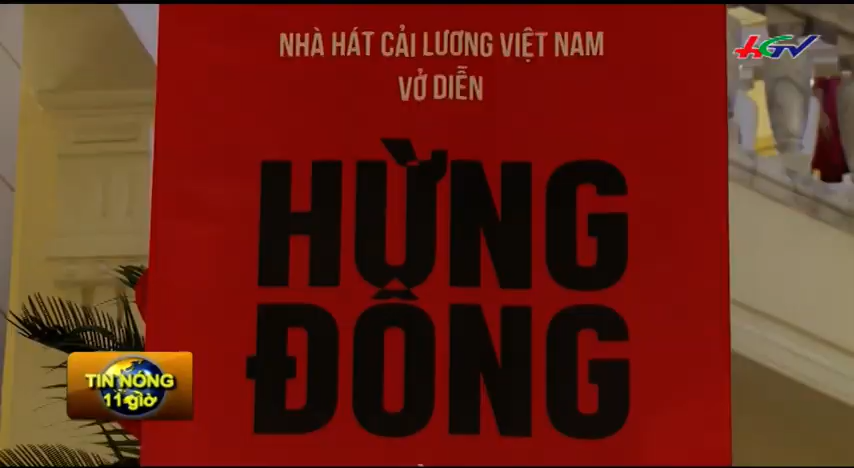 NHÀ HÁT CẢI LƯƠNG VIỆT NAM
HGV
VỞ DIỄN
HỪNG
ĐÔNG
TIN NÓNG
11 giờ